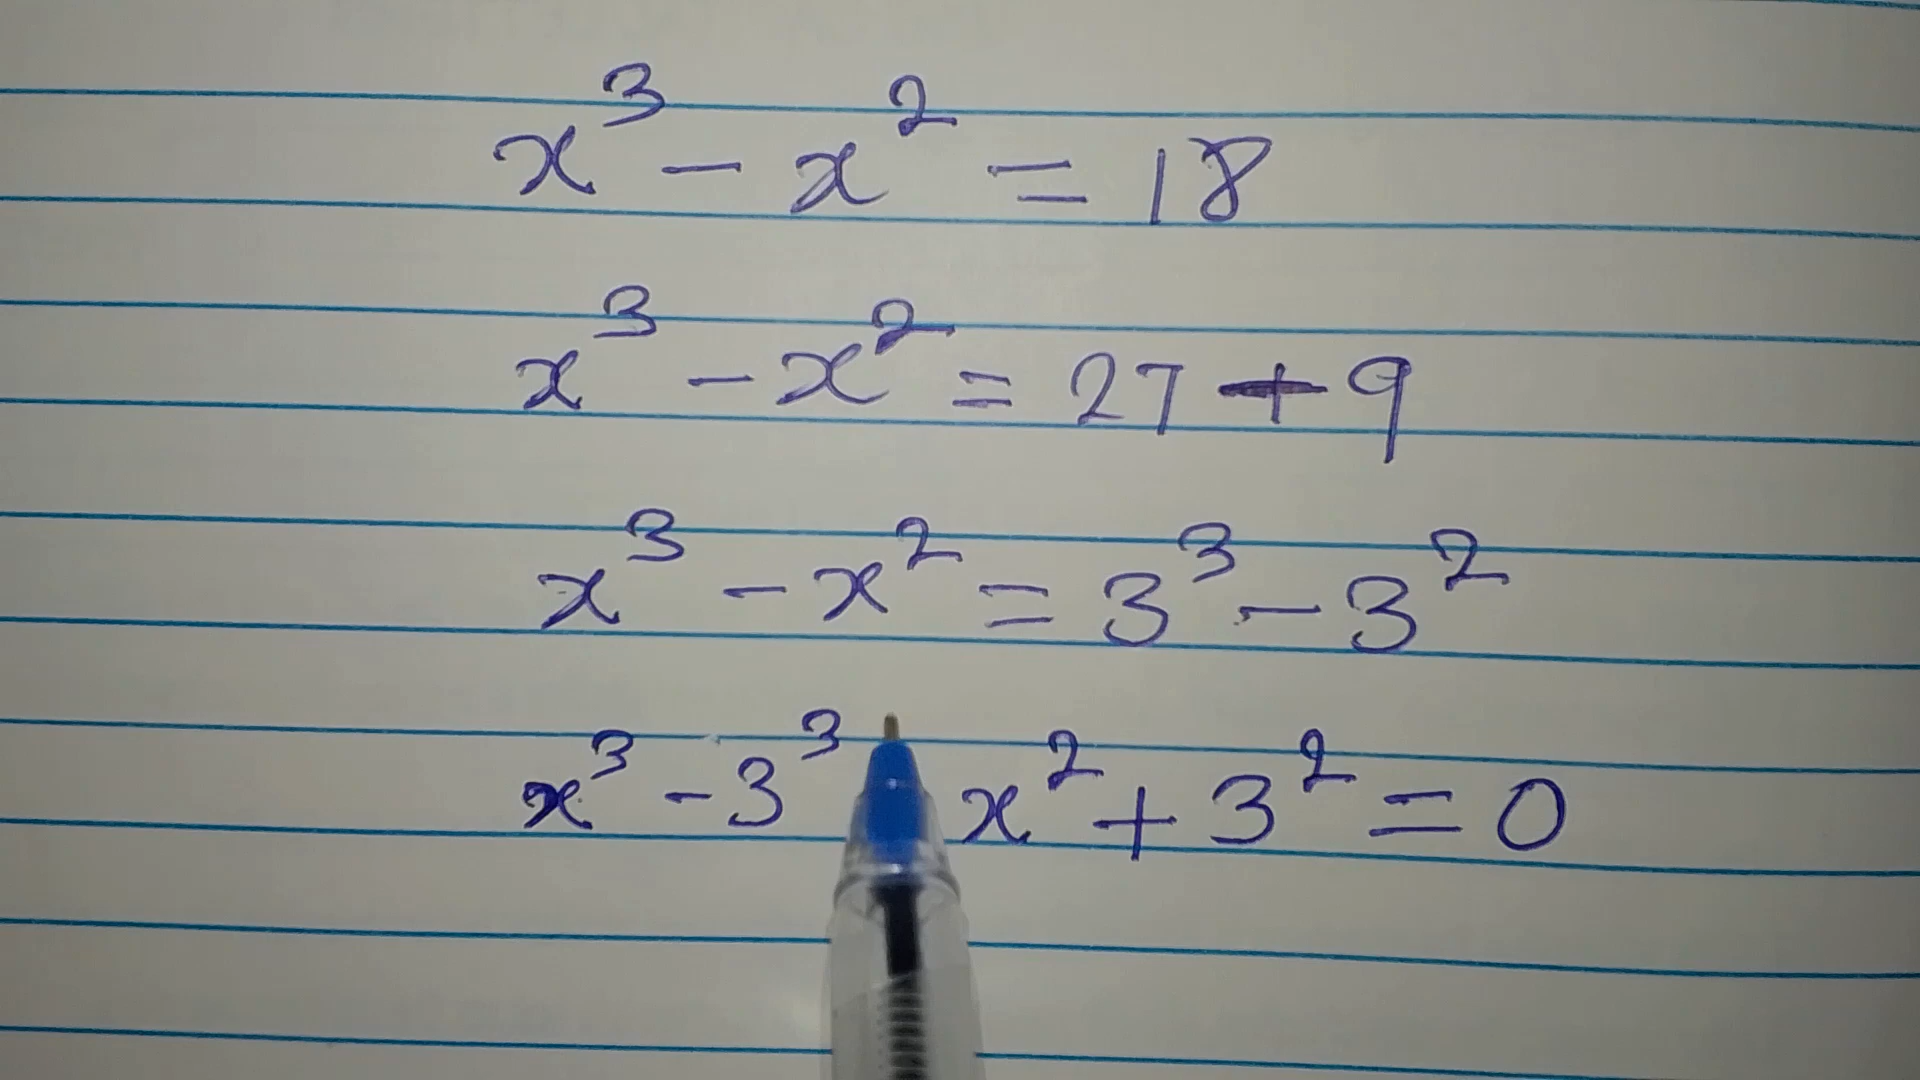 x³ - x² = 18
x³ - x² = 27 + 9
x³ - x² = 3³ - 3²
x³ - 3³ x² + 3² = 0